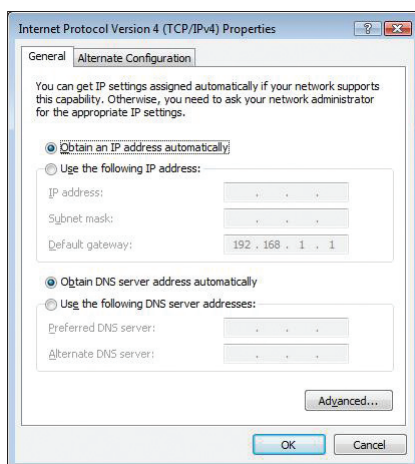 Internet Protocol Version 4 (TCP/IPv4) Properties
General
Alternate Configuration
You can get IP settings assigned automatically if your network supports
this capability. Otherwise, you need to ask your network administrator
for the appropriate IP settings.
Obtain an IP address automatically
Use the following IP address:
IP address: . . .
Subnet mask: . . .
Default gateway: 192 . 168 . 1 . 1
Obtain DNS server address automatically
Use the following DNS server addresses:
Preferred DNS server: . . .
Alternate DNS server: . . .
Advanced...
OK
Cancel